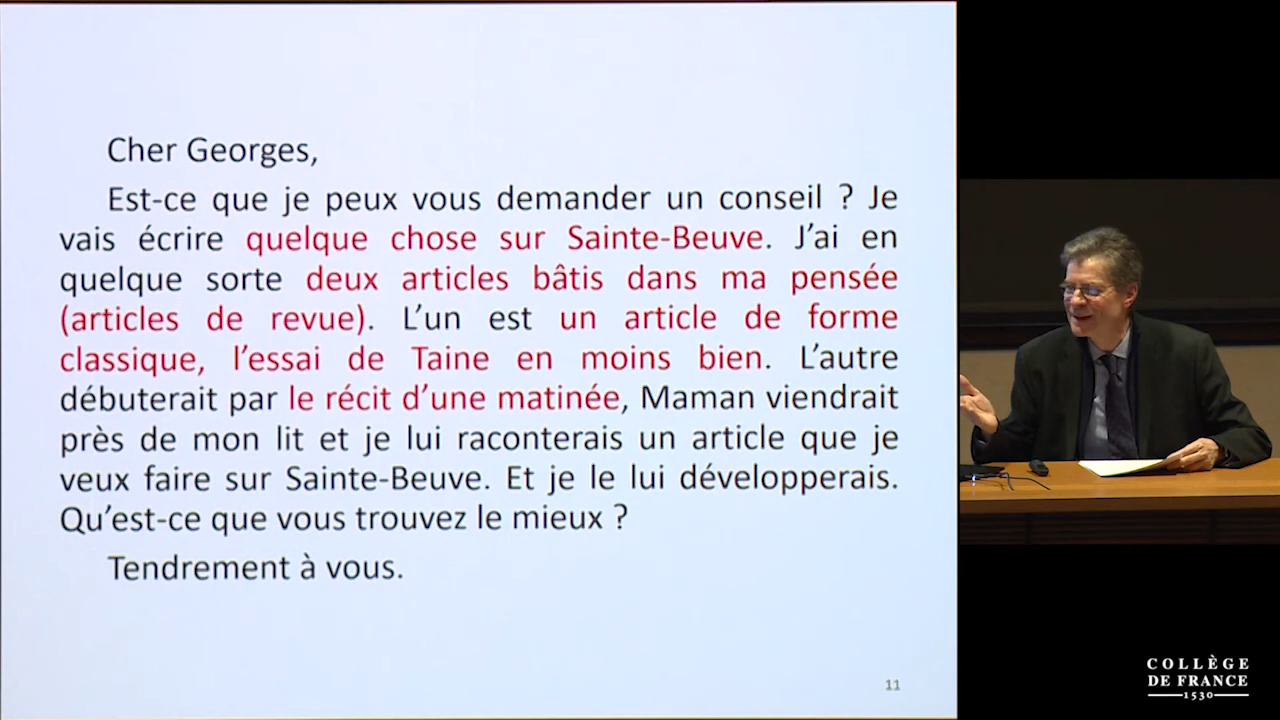 Cher Georges,
Est-ce que je peux vous demander un conseil ? Je
vais écrire quelque chose sur Sainte-Beuve. J’ai en
quelque sorte deux articles bâtis dans ma pensée
(articles de revue). L’un est un article de forme
classique, l’essai de Taine en moins bien. L’autre
débuterait par le récit d’une matinée, Maman viendrait
près de mon lit et je lui raconterais un article que je
veux faire sur Sainte-Beuve. Et je le lui développerais.
Qu’est-ce que vous trouvez le mieux ?
Tendrement à vous.
11
COLLÈGE
DE FRANCE
1530